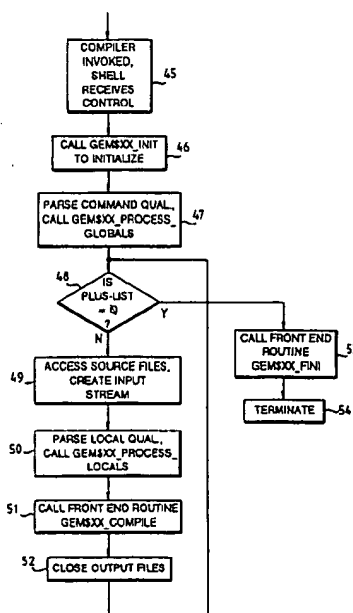 COMPILER
INVOKED,
SHELL
RECEIVES
CONTROL
45
CALL GEM$XX_INIT
TO INITIALIZE
46
PARSE COMMAND QUAL,
CALL GEM$XX_PROCESS_
GLOBALS
47
48
IS
PLUS-LIST
= 0
?
Y
N
CALL FRONT END
ROUTINE
GEM$XX_FINI
5
TERMINATE
54
49
ACCESS SOURCE FILES,
CREATE INPUT
STREAM
50
PARSE LOCAL QUAL,
CALL GEM$XX_PROCESS_
LOCALS
51
CALL FRONT END ROUTINE
GEM$XX_COMPILE
52
CLOSE OUTPUT FILES